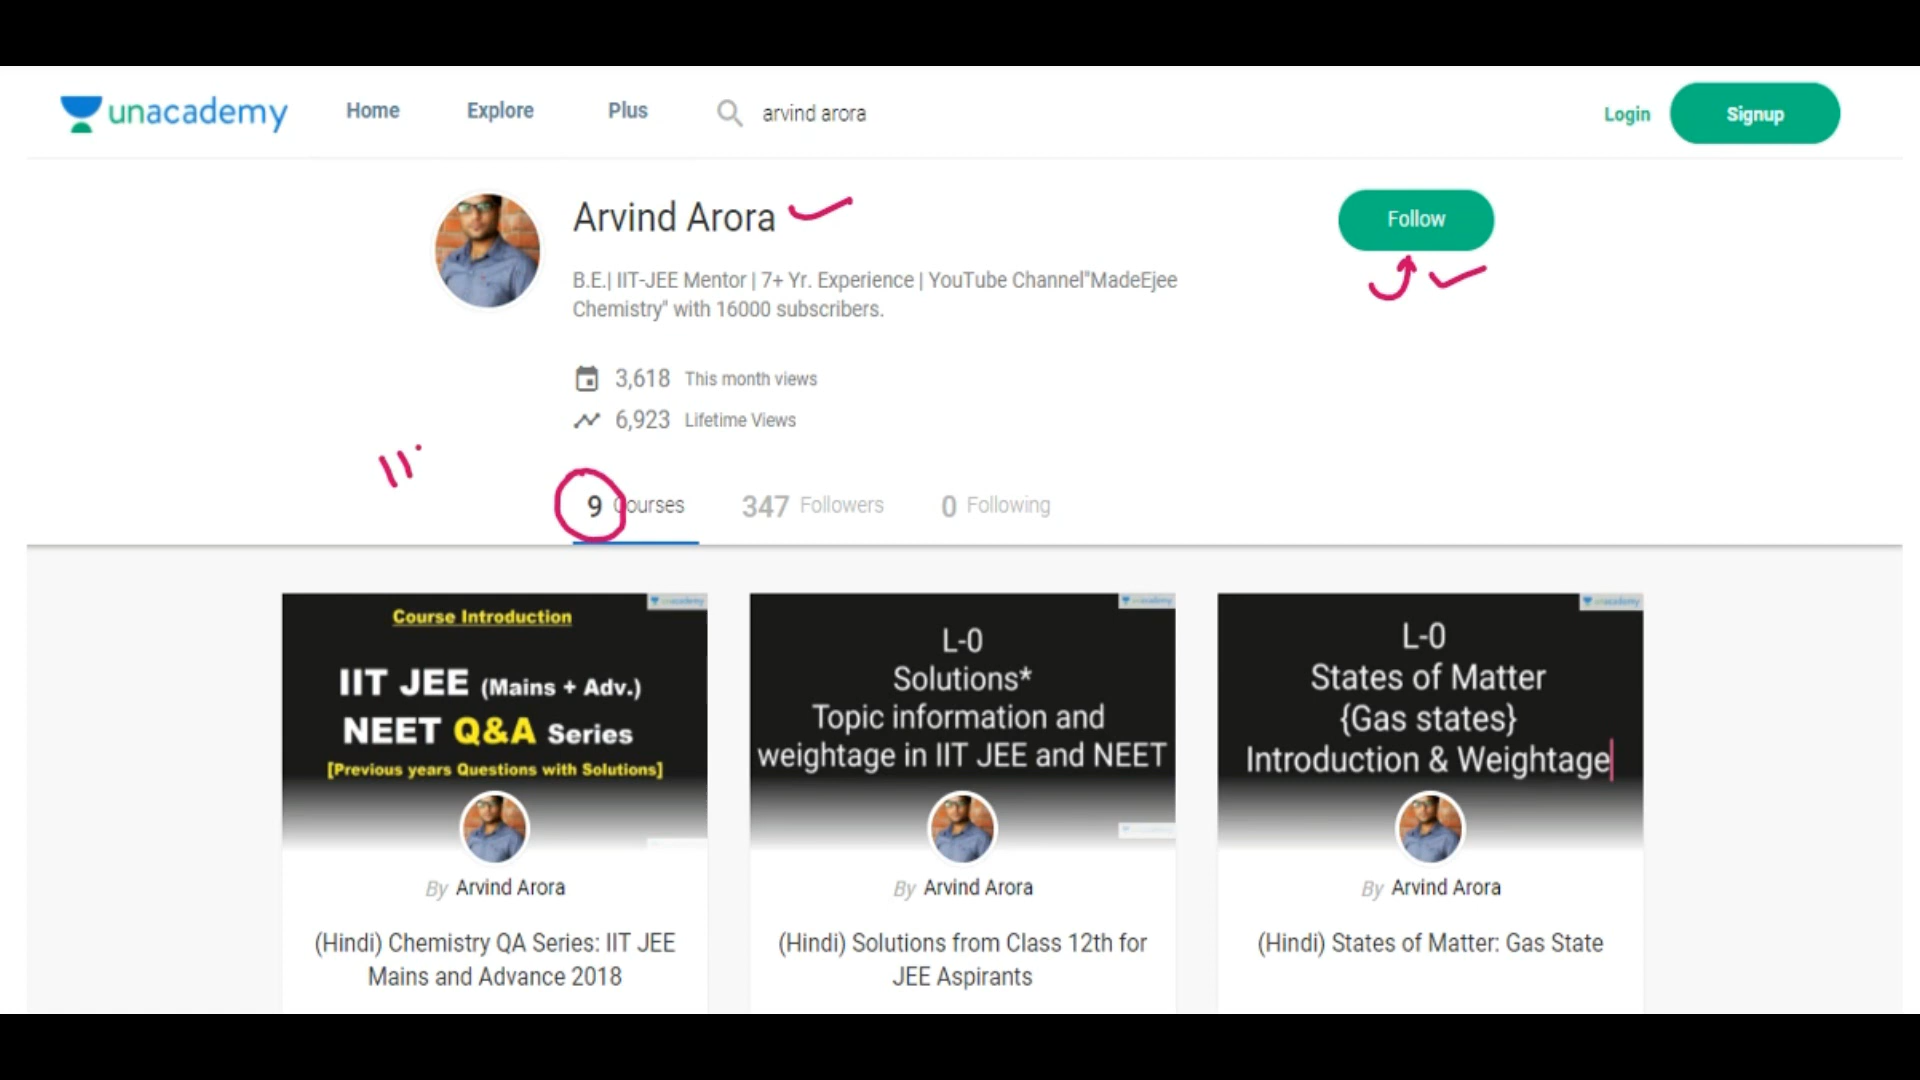 unacademy
Home Explore Plus arvind arora Login Signup
Arvind Arora
Follow
B.E.| IIT-JEE Mentor | 7+ Yr. Experience | YouTube Channel"MadeEjee
Chemistry" with 16000 subscribers.
3,618 This month views
6,923 Lifetime Views
9 Courses 347 Followers 0 Following
unacademy
Course Introduction
IIT JEE (Mains + Adv.)
NEET Q&A Series
[Previous years Questions with Solutions]
By Arvind Arora
(Hindi) Chemistry QA Series: IIT JEE
Mains and Advance 2018
unacademy
L-0
Solutions*
Topic information and
weightage in IIT JEE and NEET
By Arvind Arora
(Hindi) Solutions from Class 12th for
JEE Aspirants
unacademy
L-0
States of Matter
{Gas states}
Introduction & Weightage
By Arvind Arora
(Hindi) States of Matter: Gas State